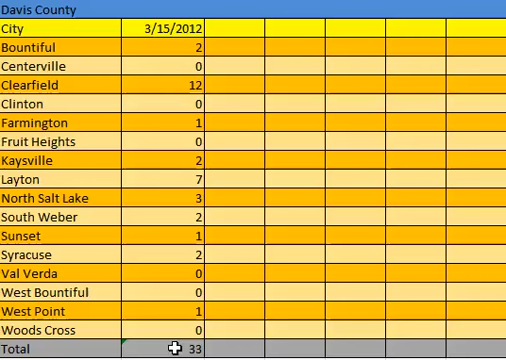 Davis County
City 3/15/2012
Bountiful 2
Centerville 0
Clearfield 12
Clinton 0
Farmington 1
Fruit Heights 0
Kaysville 2
Layton 7
North Salt Lake 3
South Weber 2
Sunset 1
Syracuse 2
Val Verda 0
West Bountiful 0
West Point 1
Woods Cross 0
Total 33